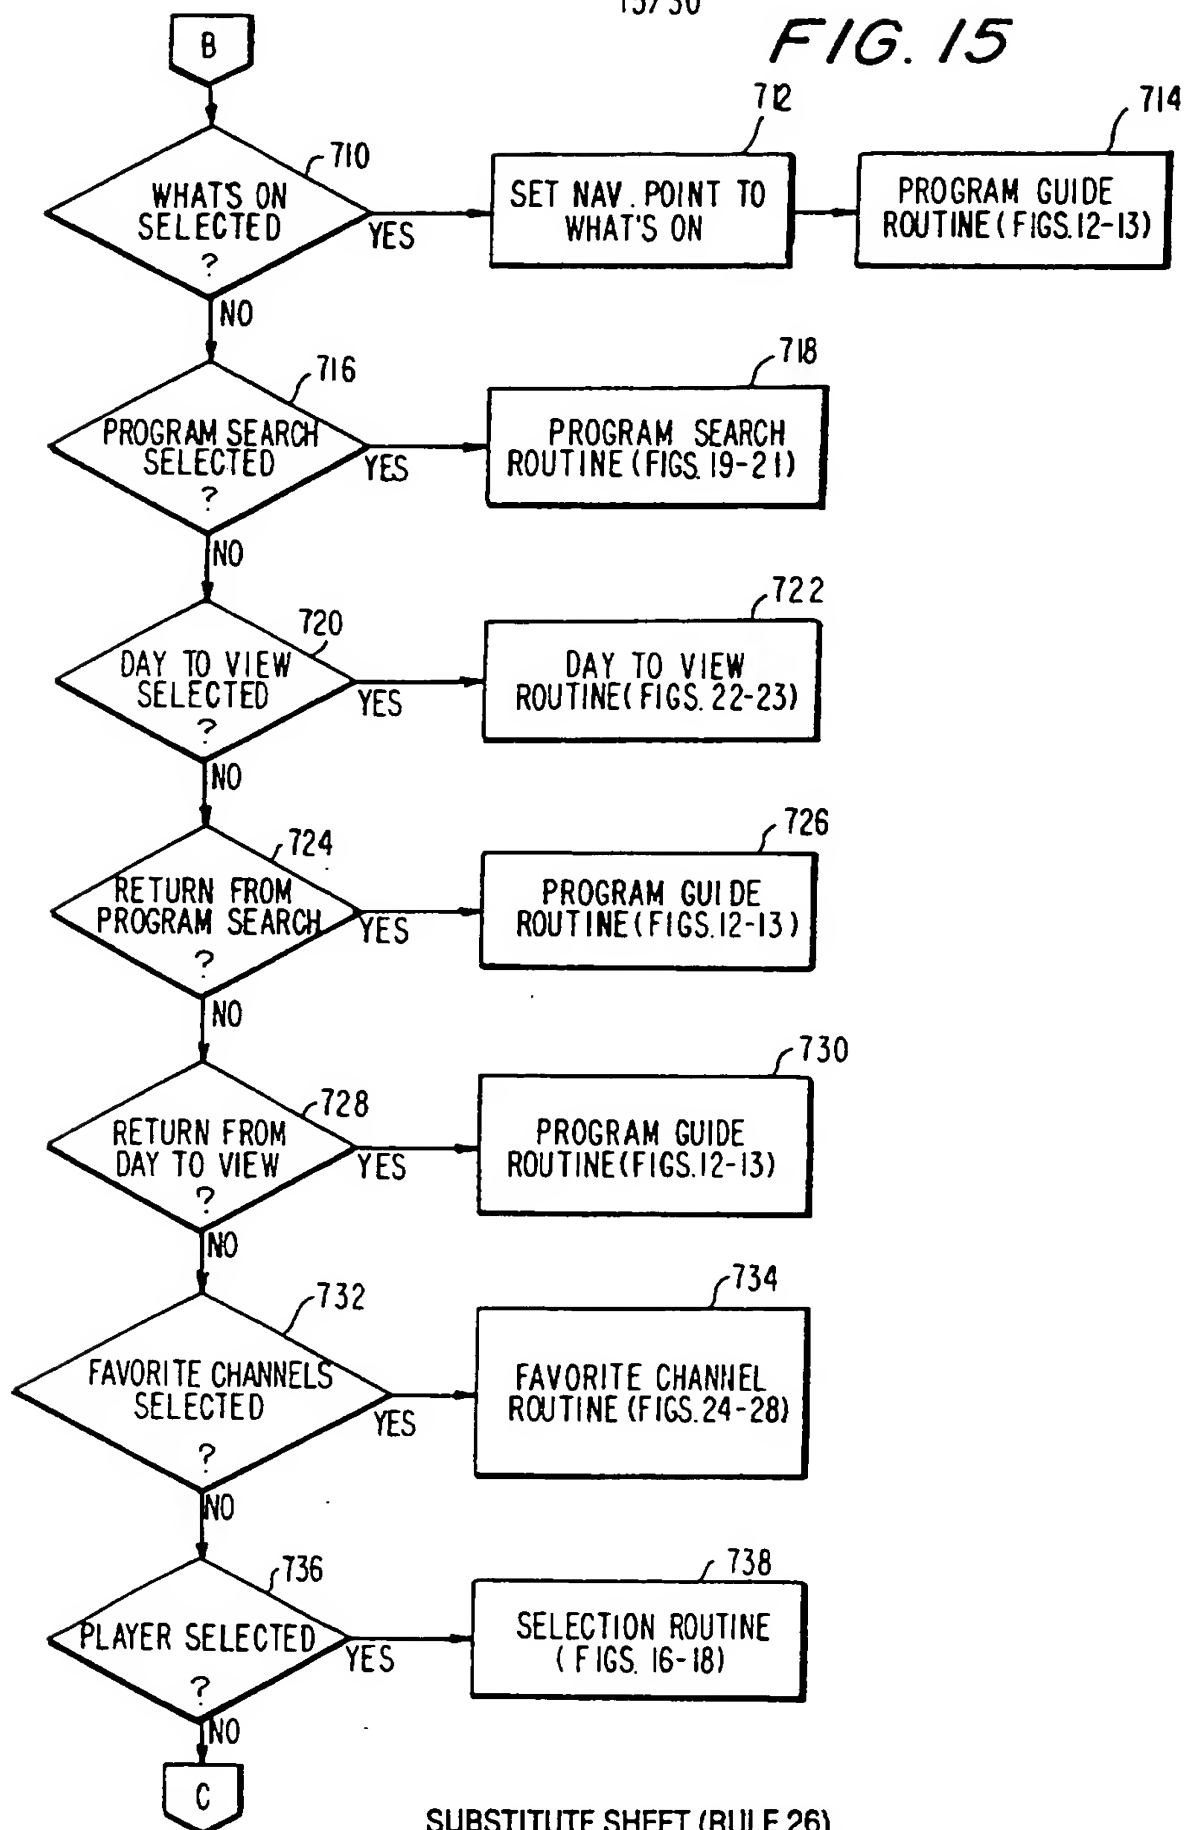 15/30
FIG. 15
B
710
WHAT'S ON
SELECTED
?
YES
NO
712
SET NAV. POINT TO
WHAT'S ON
714
PROGRAM GUIDE
ROUTINE (FIGS.12-13)
716
PROGRAM SEARCH
SELECTED
?
YES
NO
718
PROGRAM SEARCH
ROUTINE (FIGS. 19-21)
720
DAY TO VIEW
SELECTED
?
YES
NO
722
DAY TO VIEW
ROUTINE(FIGS. 22-23)
724
RETURN FROM
PROGRAM SEARCH
?
YES
NO
726
PROGRAM GUIDE
ROUTINE (FIGS.12-13)
728
RETURN FROM
DAY TO VIEW
?
YES
NO
730
PROGRAM GUIDE
ROUTINE(FIGS.12-13)
732
FAVORITE CHANNELS
SELECTED
?
YES
NO
734
FAVORITE CHANNEL
ROUTINE (FIGS.24-28)
736
PLAYER SELECTED
?
YES
NO
738
SELECTION ROUTINE
(FIGS. 16-18)
C
SUBSTITUTE SHEET (RULE 26)